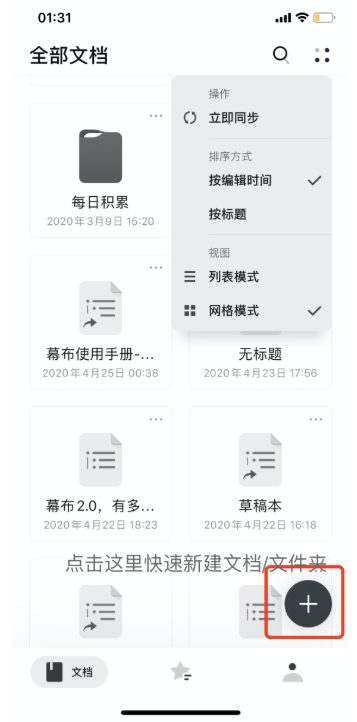 01:31
全部文档
操作
立即同步
排序方式
按编辑时间
按标题
视图
列表模式
网格模式
每日积累
2020年3月9日 15:20
幕布使用手册-...
2020年4月25日 00:38
无标题
2020年4月23日 17:56
幕布2.0，有多...
2020年4月22日 18:23
草稿本
2020年4月22日 16:18
点击这里快速新建文档/文件夹
文档